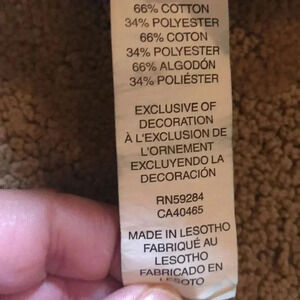 66% COTTON
34% POLYESTER
66% COTON
34% POLYESTER
66% ALGODÓN
34% POLIÉSTER
EXCLUSIVE OF
DECORATION
À L'EXCLUSION DE
L'ORNEMENT
EXCLUYENDO LA
DECORACIÓN
RN59284
CA40465
MADE IN LESOTHO
FABRIQUÉ AU
LESOTHO
FABRICADO EN
LESOTO